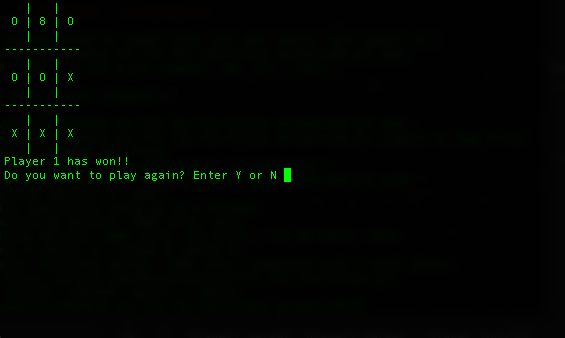 |   |
 O | 8 | O
   |   |
-----------
   |   |
 O | O | X
   |   |
-----------
   |   |
 X | X | X
   |   |
Player 1 has won!!
Do you want to play again? Enter Y or N